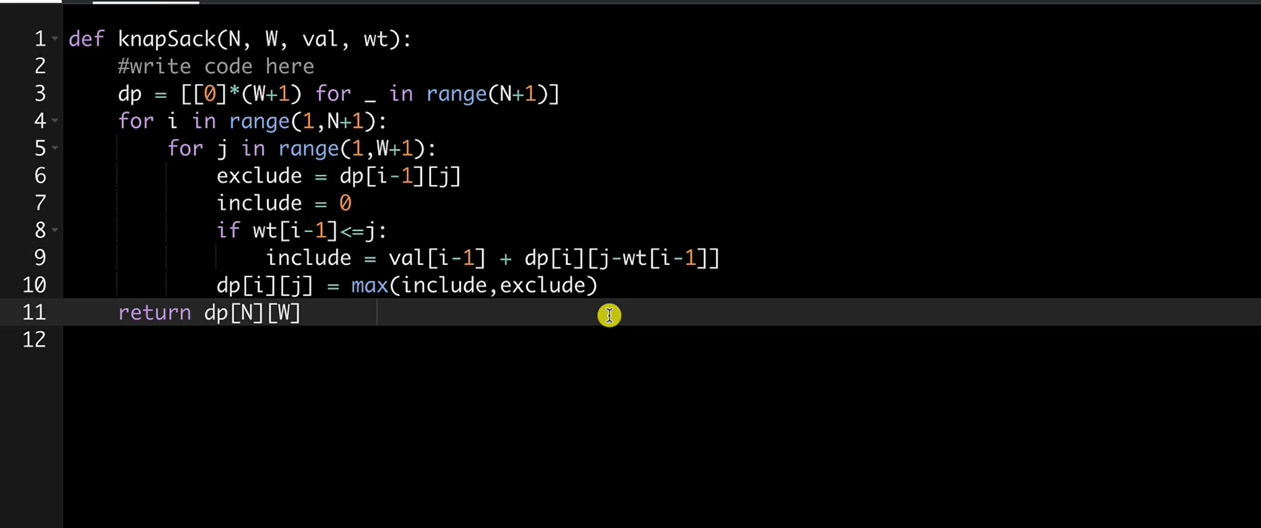 1 def knapSack(N, W, val, wt):
2 #write code here
3 dp = [[0]*(W+1) for _ in range(N+1)]
4 for i in range(1,N+1):
5 for j in range(1,W+1):
6 exclude = dp[i-1][j]
7 include = 0
8 if wt[i-1]<=j:
9 include = val[i-1] + dp[i][j-wt[i-1]]
10 dp[i][j] = max(include,exclude)
11 return dp[N][W]
12